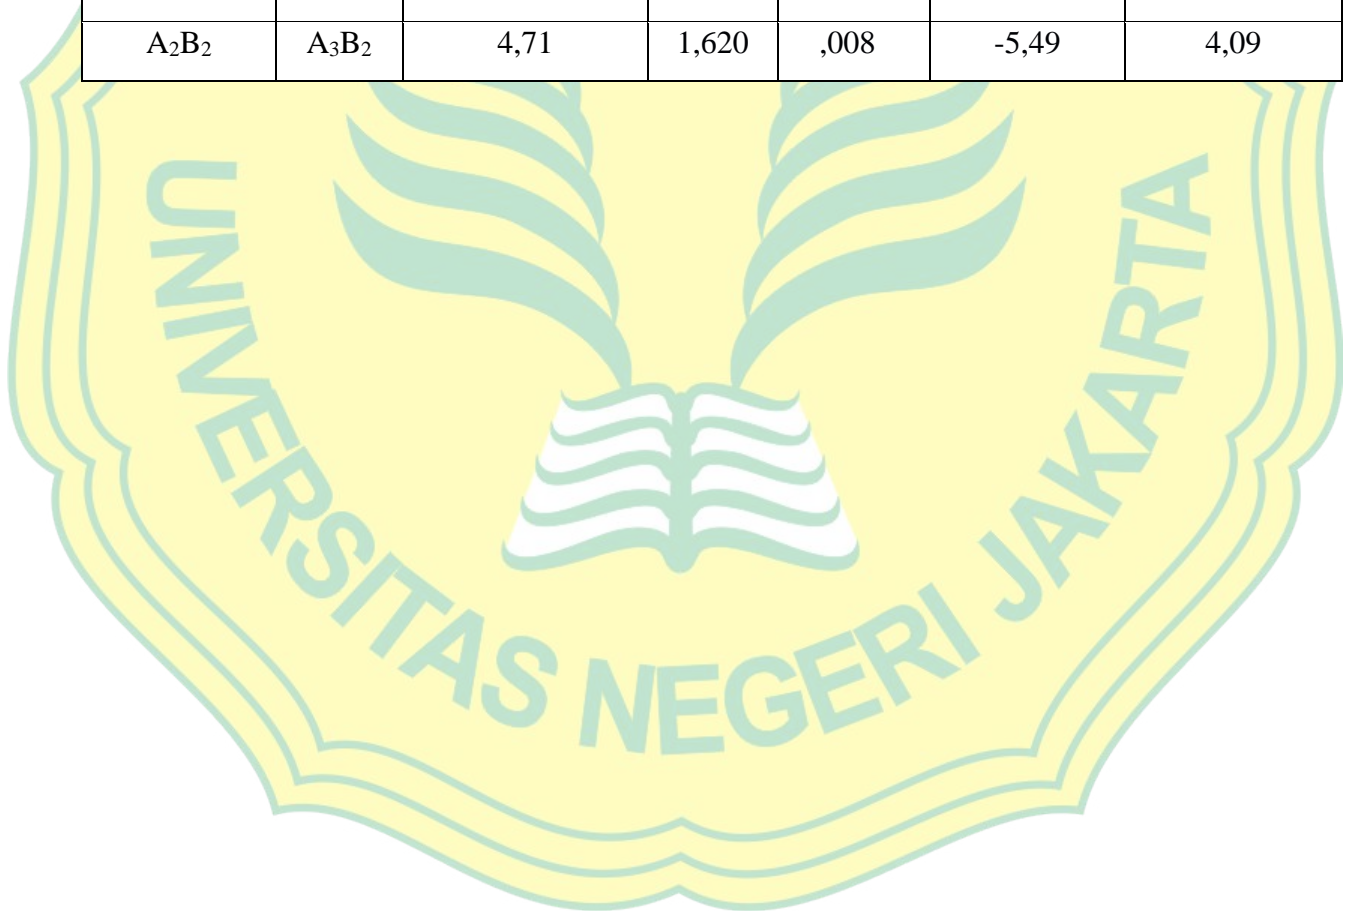 A₂B₂ A₃B₂ 4,71 1,620 ,008 -5,49 4,09
UNIVERSITAS NEGERI JAKARTA